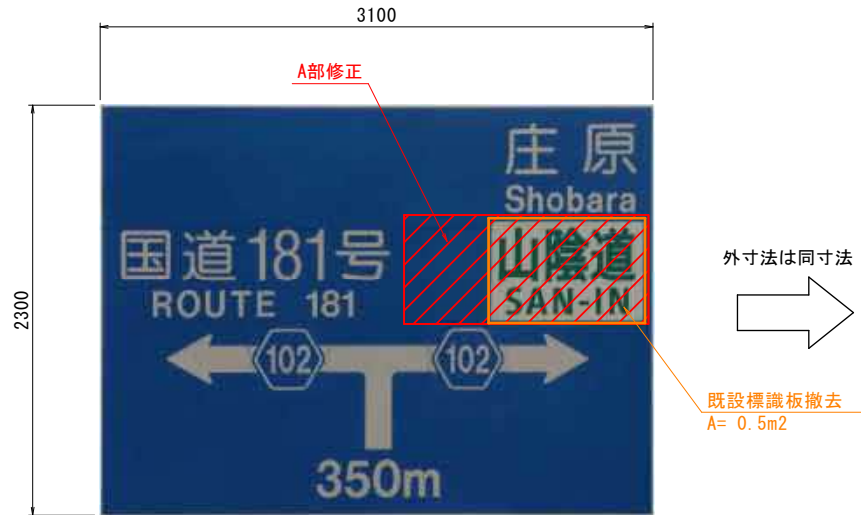 3100
A部修正
2300
庄原
Shobara
国道181号
ROUTE 181
山陰道
SAN-IN
102
102
350m
外寸法は同寸法
既設標識板撤去
A= 0.5m2